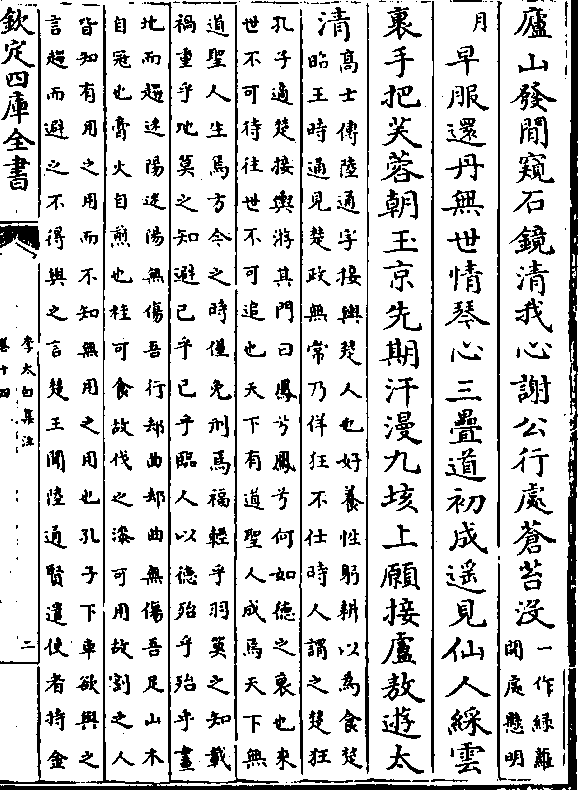 廬山發閒窺石鏡清我心謝公行處蒼苔没一作綠蘿
開處懸明
月早服還丹無世情琴心三疊道初成遥見仙人綵雲
裏手把芙蓉朝玉京先期汗漫九垓上願接盧敖遊太
清高士傳陸通字接輿楚人也好養性躬耕以為食楚
昭王時通見楚政無常乃佯狂不仕時人謂之楚狂
孔子適楚接輿游其門曰鳳兮鳳兮何如德之衰也來
世不可待往世不可追也天下有道聖人成焉天下無
道聖人生焉方今之時僅免刑焉福輕乎羽莫之知載
禍重乎地莫之知避已乎已乎臨人以德殆乎殆乎畫
地而趨迷陽迷陽無傷吾行郤曲郤曲無傷吾足山木
自寇也膏火自煎也桂可食故伐之漆可用故割之人
皆知有用之用而不知無用之用也孔子下車欲與之
言趨而避之不得與之言楚王聞陸通賢遣使者持金
欽定四庫全書
李太白集注
卷十四
二